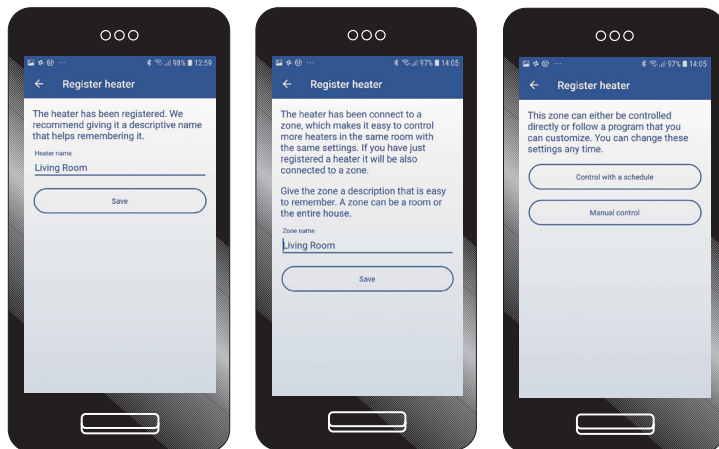 98% 13:59
Register heater
The heater has been registered. We
recommend giving it a descriptive name
that helps remembering it.
Heater name
Living Room
Save
97% 14:05
Register heater
The heater has been connect to a
zone, which makes it easy to control
more heaters in the same room with
the same settings. If you have just
registered a heater it will be also
connected to a zone.
Give the zone a description that is easy
to remember. A zone can be a room or
the entire house.
Zone name
Living Room
Save
97% 14:05
Register heater
This zone can either be controlled
directly or follow a program that you
can customize. You can change these
settings any time.
Control with a schedule
Manual control